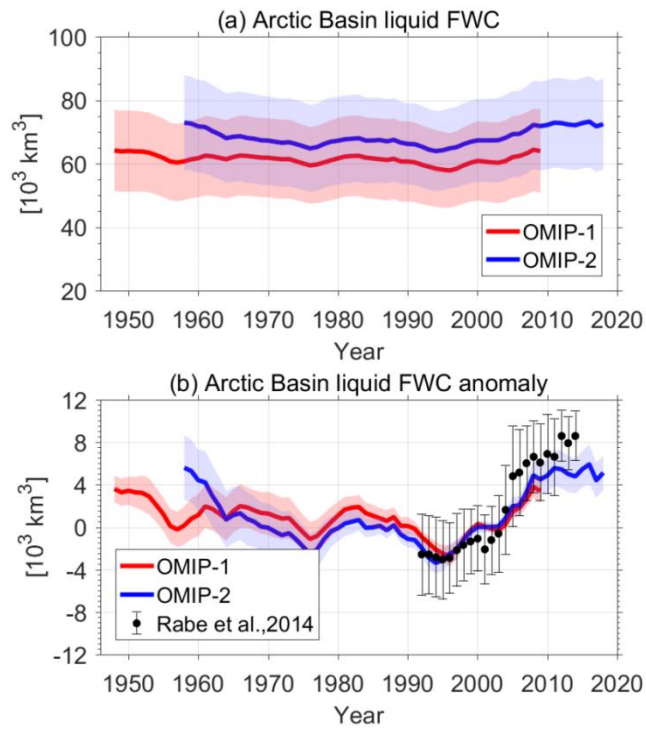 (a) Arctic Basin liquid FWC
[10³ km³]
100
80
60
40
20
OMIP-1
OMIP-2
1950 1960 1970 1980 1990 2000 2010 2020
Year
(b) Arctic Basin liquid FWC anomaly
[10³ km³]
12
8
4
0
-4
-8
-12
OMIP-1
OMIP-2
Rabe et al.,2014
1950 1960 1970 1980 1990 2000 2010 2020
Year